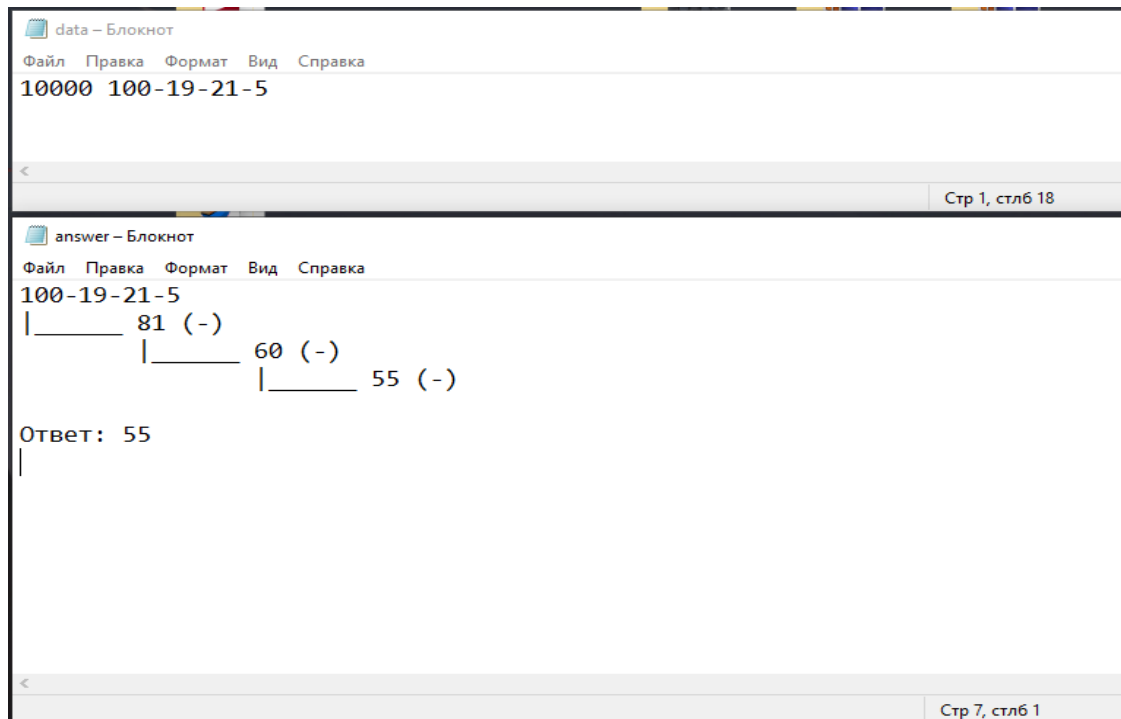 data – Блокнот
Файл Правка Формат Вид Справка
10000 100-19-21-5
Стр 1, стлб 18
answer – Блокнот
Файл Правка Формат Вид Справка
100-19-21-5
|______ 81 (-)
|______ 60 (-)
|______ 55 (-)
Ответ: 55
Стр 7, стлб 1